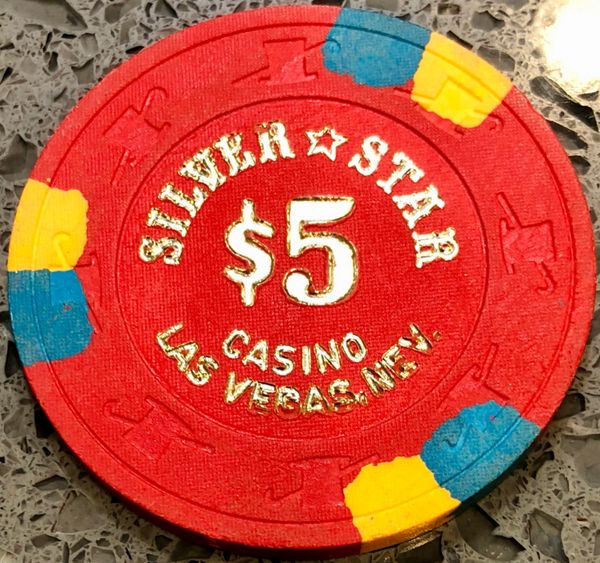 SILVER ☆ STAR
$5
CASINO
LAS VEGAS, NEV.